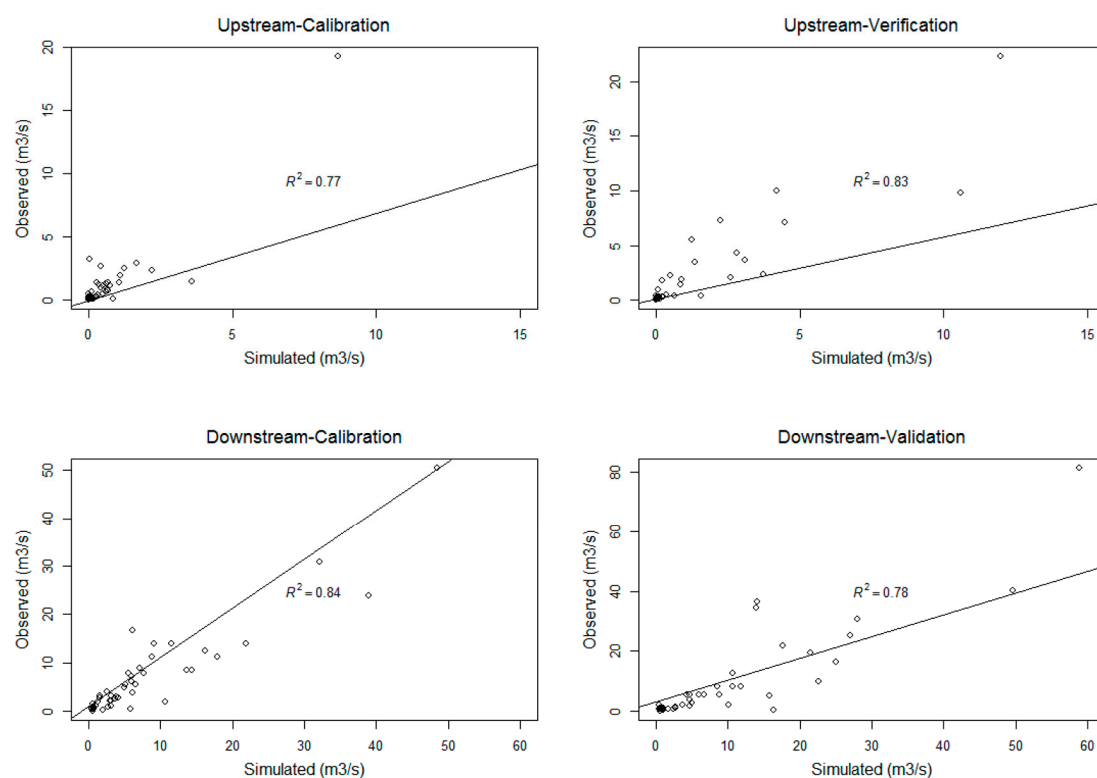 Upstream-Calibration
Observed (m3/s)
20
15
10
5
0
R² = 0.77
0 5 10 15
Simulated (m3/s)
Upstream-Verification
Observed (m3/s)
20
15
10
5
0
R² = 0.83
0 5 10 15
Simulated (m3/s)
Downstream-Calibration
Observed (m3/s)
50
40
30
20
10
0
R² = 0.84
0 10 20 30 40 50 60
Simulated (m3/s)
Downstream-Validation
Observed (m3/s)
80
60
40
20
0
R² = 0.78
0 10 20 30 40 50 60
Simulated (m3/s)